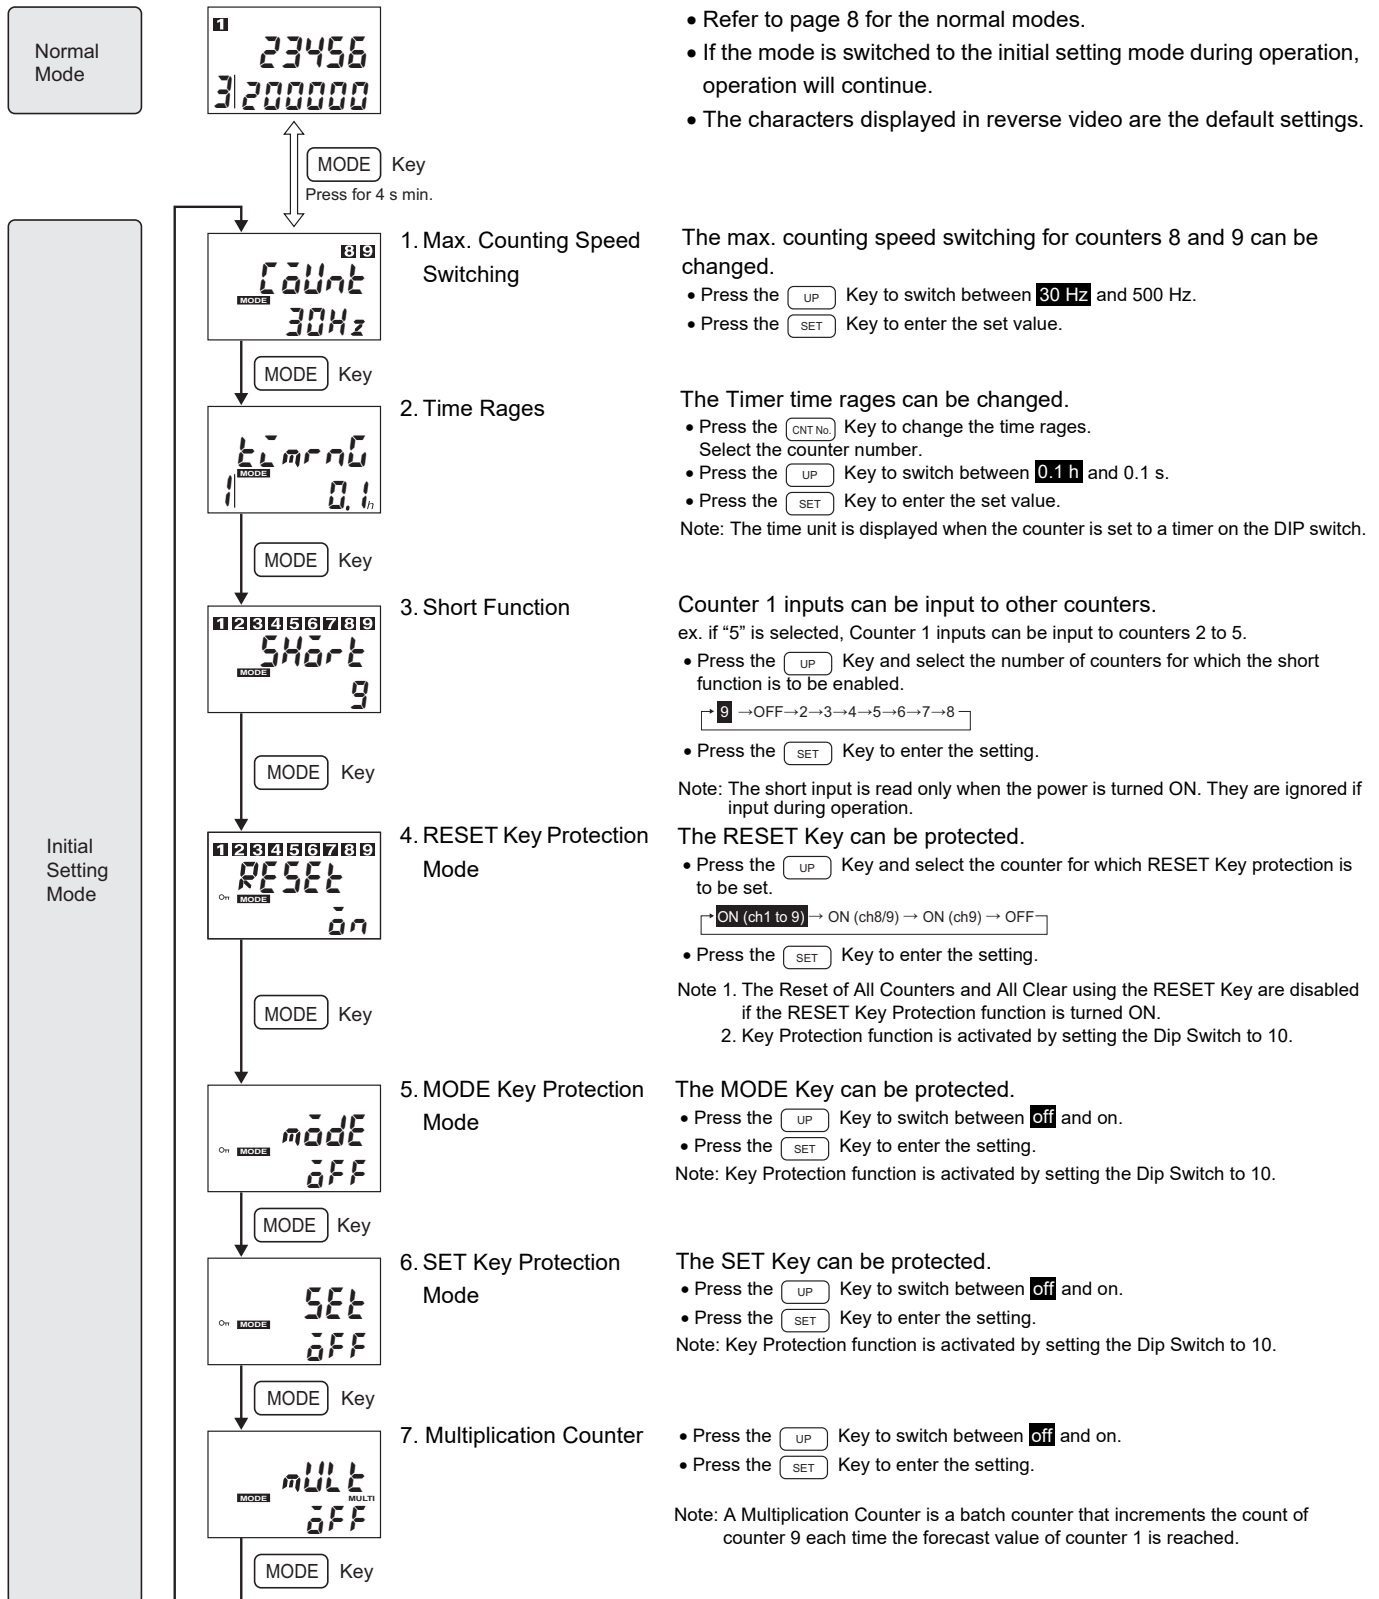 Normal
Mode
1
23456
3 200000
• Refer to page 8 for the normal modes.
• If the mode is switched to the initial setting mode during operation,
operation will continue.
• The characters displayed in reverse video are the default settings.
MODE Key
Press for 4 s min.
Initial
Setting
Mode
8 9
CoUnt
MODE
30Hz
1. Max. Counting Speed
Switching
The max. counting speed switching for counters 8 and 9 can be
changed.
• Press the UP Key to switch between 30 Hz and 500 Hz.
• Press the SET Key to enter the set value.
MODE Key
timrnG
MODE
1 0.1h
2. Time Rages
The Timer time rages can be changed.
• Press the CNT No. Key to change the time rages.
Select the counter number.
• Press the UP Key to switch between 0.1 h and 0.1 s.
• Press the SET Key to enter the set value.
Note: The time unit is displayed when the counter is set to a timer on the DIP switch.
MODE Key
1 2 3 4 5 6 7 8 9
SHort
MODE
9
3. Short Function
Counter 1 inputs can be input to other counters.
ex. if “5” is selected, Counter 1 inputs can be input to counters 2 to 5.
• Press the UP Key and select the number of counters for which the short
function is to be enabled.
9 →OFF→2→3→4→5→6→7→8
• Press the SET Key to enter the setting.
Note: The short input is read only when the power is turned ON. They are ignored if
input during operation.
MODE Key
1 2 3 4 5 6 7 8 9
RESEt
MODE
on
4. RESET Key Protection
Mode
The RESET Key can be protected.
• Press the UP Key and select the counter for which RESET Key protection is
to be set.
ON (ch1 to 9) → ON (ch8/9) → ON (ch9) → OFF
• Press the SET Key to enter the setting.
Note 1. The Reset of All Counters and All Clear using the RESET Key are disabled
if the RESET Key Protection function is turned ON.
2. Key Protection function is activated by setting the Dip Switch to 10.
MODE Key
modE
MODE
oFF
5. MODE Key Protection
Mode
The MODE Key can be protected.
• Press the UP Key to switch between off and on.
• Press the SET Key to enter the setting.
Note: Key Protection function is activated by setting the Dip Switch to 10.
MODE Key
SEt
MODE
oFF
6. SET Key Protection
Mode
The SET Key can be protected.
• Press the UP Key to switch between off and on.
• Press the SET Key to enter the setting.
Note: Key Protection function is activated by setting the Dip Switch to 10.
MODE Key
mULt
MODE MULTI
oFF
7. Multiplication Counter
• Press the UP Key to switch between off and on.
• Press the SET Key to enter the setting.
Note: A Multiplication Counter is a batch counter that increments the count of
counter 9 each time the forecast value of counter 1 is reached.
MODE Key